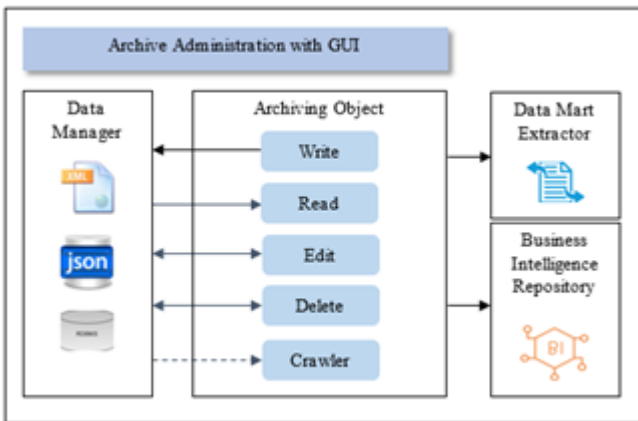 Archive Administration with GUI
Data
Manager
XML
json
Archiving Object
Write
Read
Edit
Delete
Crawler
Data Mart
Extractor
Business
Intelligence
Repository
BI